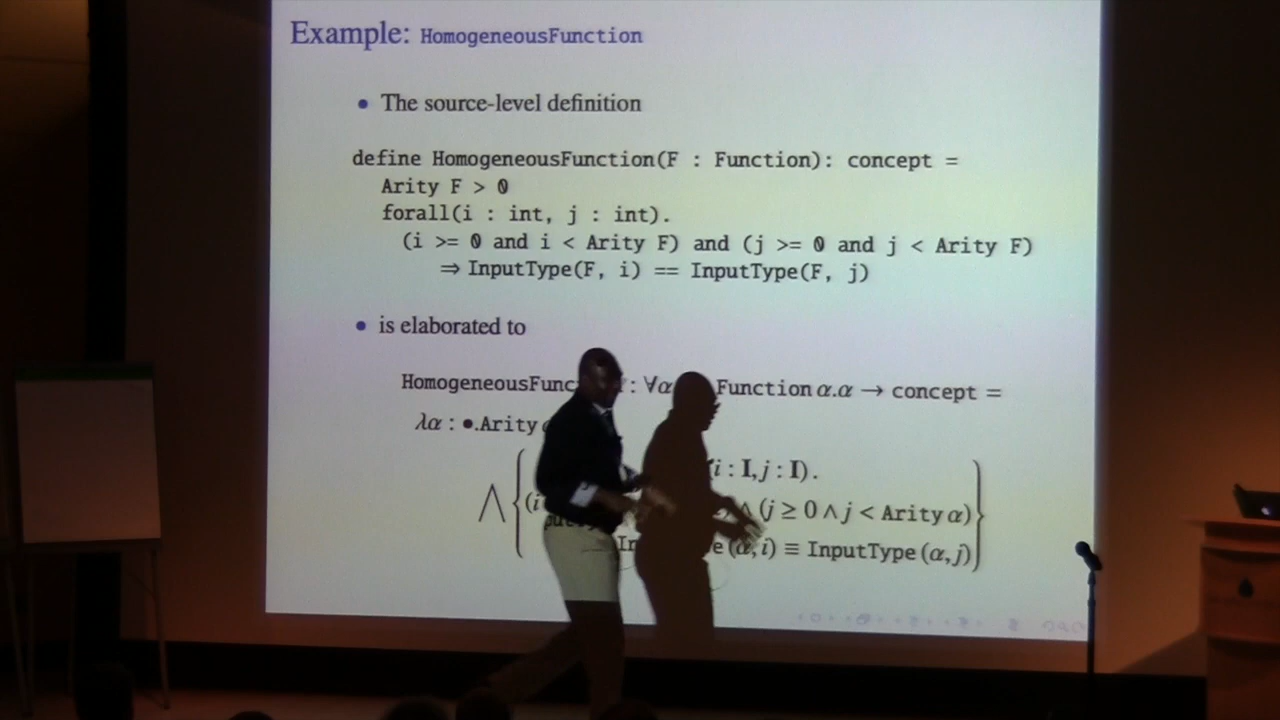 Example: HomogeneousFunction
• The source-level definition
define HomogeneousFunction(F : Function): concept =
Arity F > 0
forall(i : int, j : int).
(i >= 0 and i < Arity F) and (j >= 0 and j < Arity F)
⇒ InputType(F, i) == InputType(F, j)
• is elaborated to
: ∀α Function α.α → concept =
λα : •.Arity
i : I, j : I).
⋀ { (i ∧ (j ≥ 0 ∧ j < Arity α) }
(α, i) ≡ InputType (α, j)